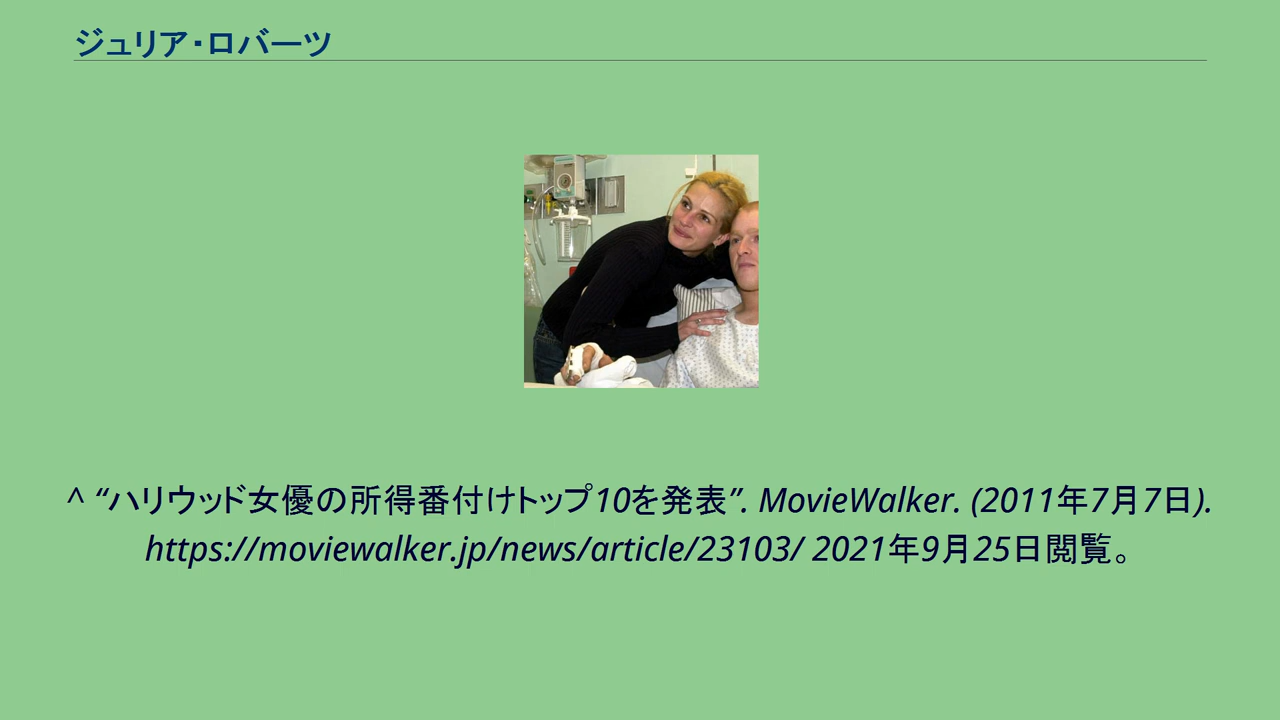 ジュリア・ロバーツ
^ “ハリウッド女優の所得番付けトップ10を発表”. MovieWalker. (2011年7月7日).
https://moviewalker.jp/news/article/23103/ 2021年9月25日閲覧。